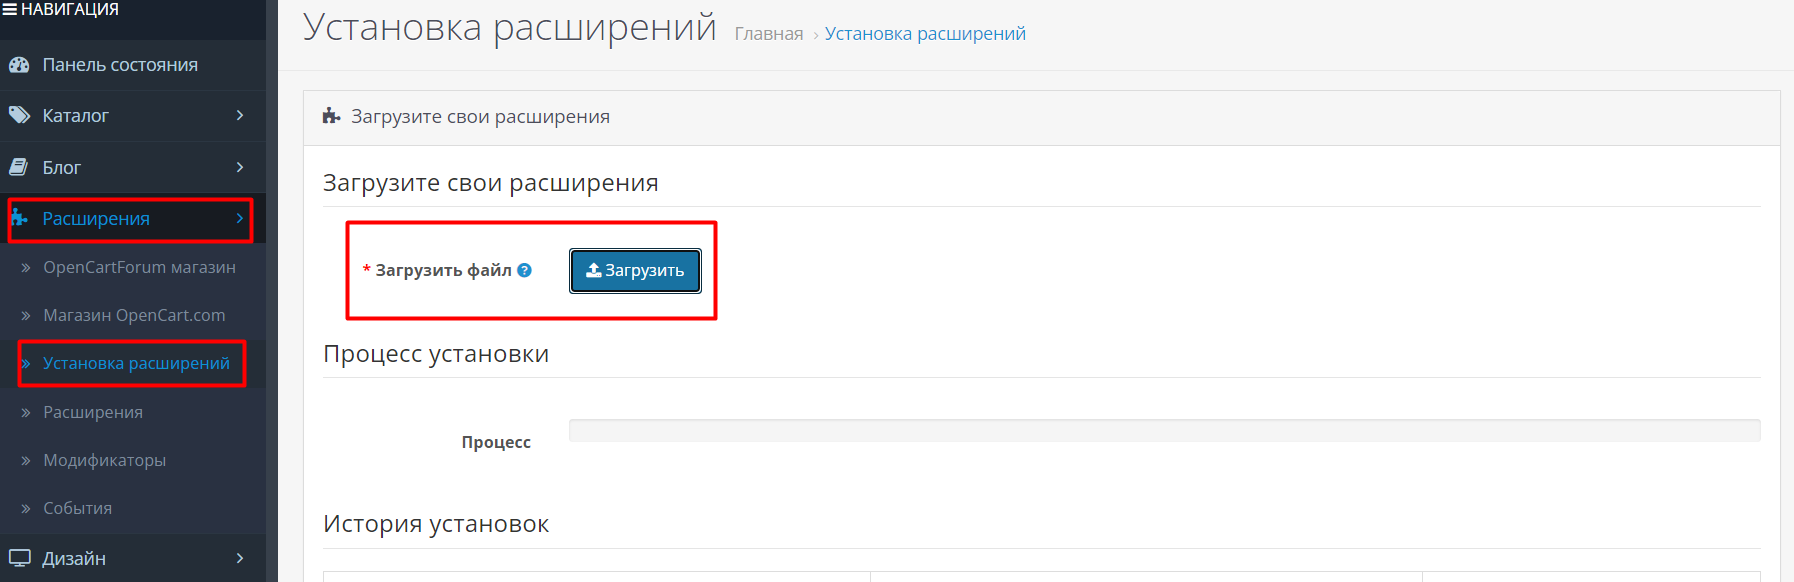 НАВИГАЦИЯ
Панель состояния
Каталог
Блог
Расширения
OpenCartForum магазин
Магазин OpenCart.com
Установка расширений
Расширения
Модификаторы
События
Дизайн
Установка расширений Главная › Установка расширений
Загрузите свои расширения
Загрузите свои расширения
* Загрузить файл ? Загрузить
Процесс установки
Процесс
История установок